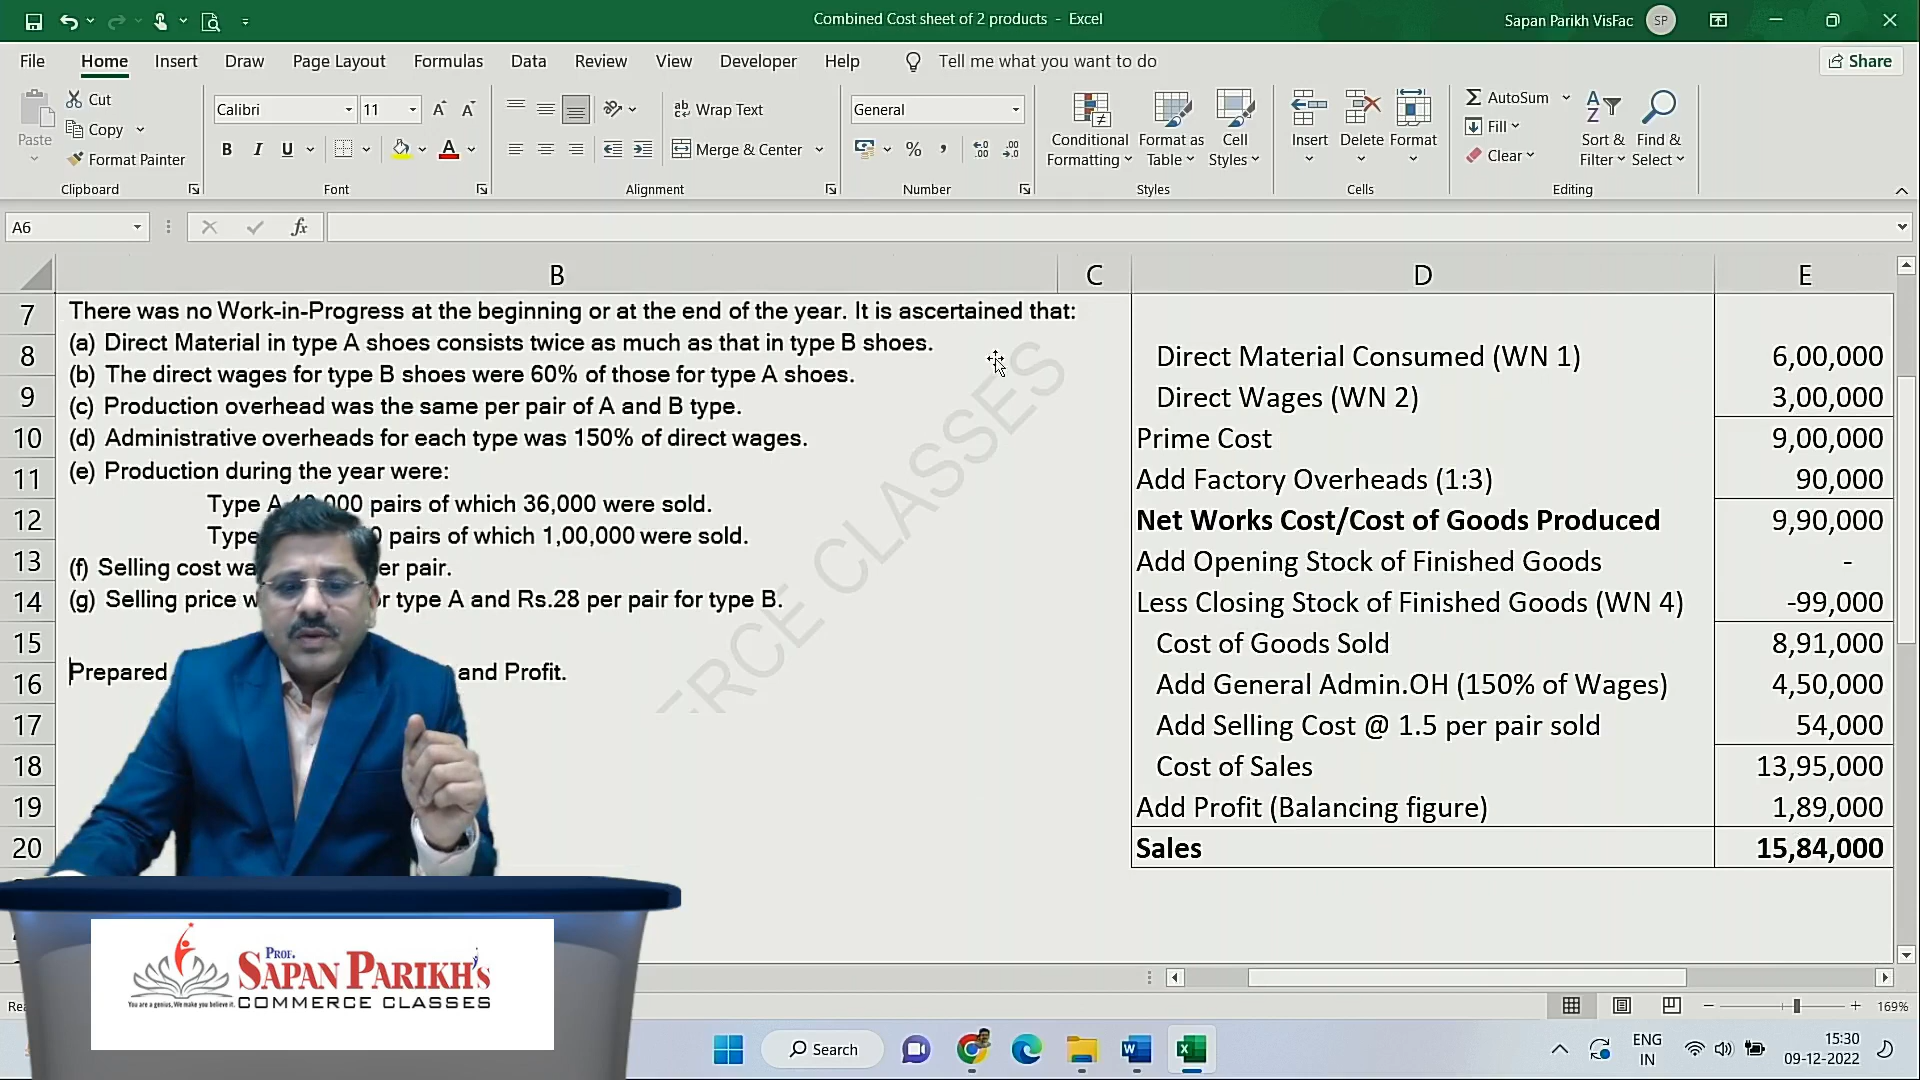 Combined Cost sheet of 2 products - Excel
Sapan Parikh VisFac SP
File Home Insert Draw Page Layout Formulas Data Review View Developer Help Tell me what you want to do Share
Paste
Cut
Copy
Format Painter
Clipboard
Calibri 11
B I U
Font
Wrap Text
Merge & Center
Alignment
General
Number
Conditional Formatting
Format as Table
Cell Styles
Styles
Insert Delete Format
Cells
AutoSum
Fill
Clear
Sort & Filter
Find & Select
Editing
A6 fx
B C D E
7 There was no Work-in-Progress at the beginning or at the end of the year. It is ascertained that:
8 (a) Direct Material in type A shoes consists twice as much as that in type B shoes.
9 (b) The direct wages for type B shoes were 60% of those for type A shoes.
(c) Production overhead was the same per pair of A and B type.
10 (d) Administrative overheads for each type was 150% of direct wages.
11 (e) Production during the year were:
12 Type A 000 pairs of which 36,000 were sold.
Type pairs of which 1,00,000 were sold.
13 (f) Selling cost er pair.
14 (g) Selling price r type A and Rs.28 per pair for type B.
15
16 Prepared and Profit.
17
18
19
20
Direct Material Consumed (WN 1) 6,00,000
Direct Wages (WN 2) 3,00,000
Prime Cost 9,00,000
Add Factory Overheads (1:3) 90,000
Net Works Cost/Cost of Goods Produced 9,90,000
Add Opening Stock of Finished Goods -
Less Closing Stock of Finished Goods (WN 4) -99,000
Cost of Goods Sold 8,91,000
Add General Admin.OH (150% of Wages) 4,50,000
Add Selling Cost @ 1.5 per pair sold 54,000
Cost of Sales 13,95,000
Add Profit (Balancing figure) 1,89,000
Sales 15,84,000
ERCE CLASSES
PROF.
SAPAN PARIKH'S
COMMERCE CLASSES
You are a genius, We make you believe it.
169%
Search
ENG
IN
15:30
09-12-2022